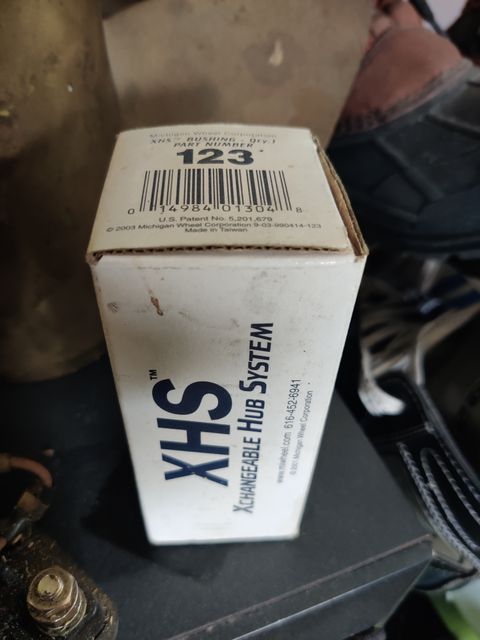 Michigan Wheel Corporation
XHS™ BUSHING - QTY. 1
PART NUMBER
123
0 14984 01304 8
U.S. Patent No. 5,201,679
© 2003 Michigan Wheel Corporation 9-03-990414-123
Made in Taiwan
XHS™
XCHANGEABLE HUB SYSTEM
www.miwheel.com 616-452-6941
© 2001 Michigan Wheel Corporation